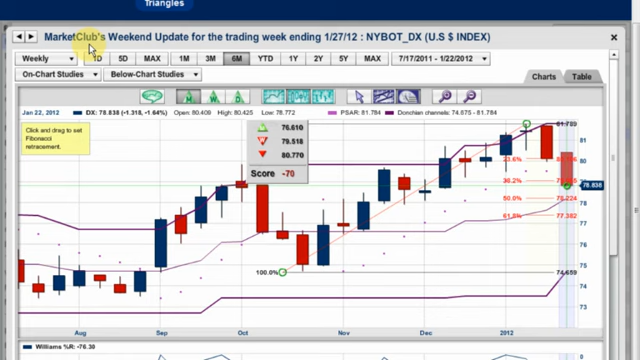 Triangles
MarketClub's Weekend Update for the trading week ending 1/27/12 : NYBOT_DX (U.S $ INDEX)
Weekly 1D 5D MAX 1M 3M 6M YTD 1Y 2Y 5Y MAX 7/17/2011 - 1/22/2012
On-Chart Studies Below-Chart Studies Charts Table
M W D
Jan 22, 2012 DX: 78.838 (-1.318, -1.64%) Open: 80.409 High: 80.425 Low: 78.772 PSAR: 81.784 Donchian channels: 74.875 - 81.784
Click and drag to set
Fibonacci
retracement.
76.610
79.518
80.770
Score -70
61.8%
23.6%
38.2%
50.0% 78.224
61.8% 77.382
100.0% 74.659
81
80
79
78.838
78
77
76
75
74
73
Aug Sep Oct Nov Dec 2012
Williams %R: -76.38